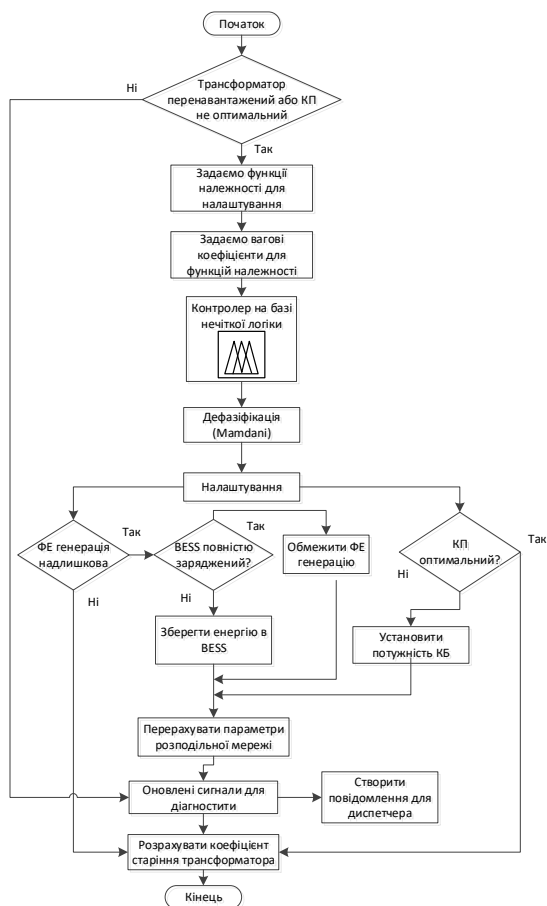 Початок
Ні
Трансформатор
перенавантажений або КП
не оптимальний
Так
Задаємо функції
належності для
налаштування
Задаємо вагові
коефіцієнти для
функцій належності
Контролер на базі
нечіткої логіки
Дефазіфікація
(Mamdani)
Налаштування
ФЕ генерація
надлишкова
Так
Ні
BESS повністю
заряджений?
Так
Ні
Обмежити ФЕ
генерацію
КП
оптимальний?
Так
Ні
Зберегти енергію в
BESS
Установити
потужність КБ
Перерахувати параметри
розподільної мережі
Оновлені сигнали для
діагностити
Створити
повідомлення для
диспетчера
Розрахувати коефіцієнт
старіння трансформатора
Кінець